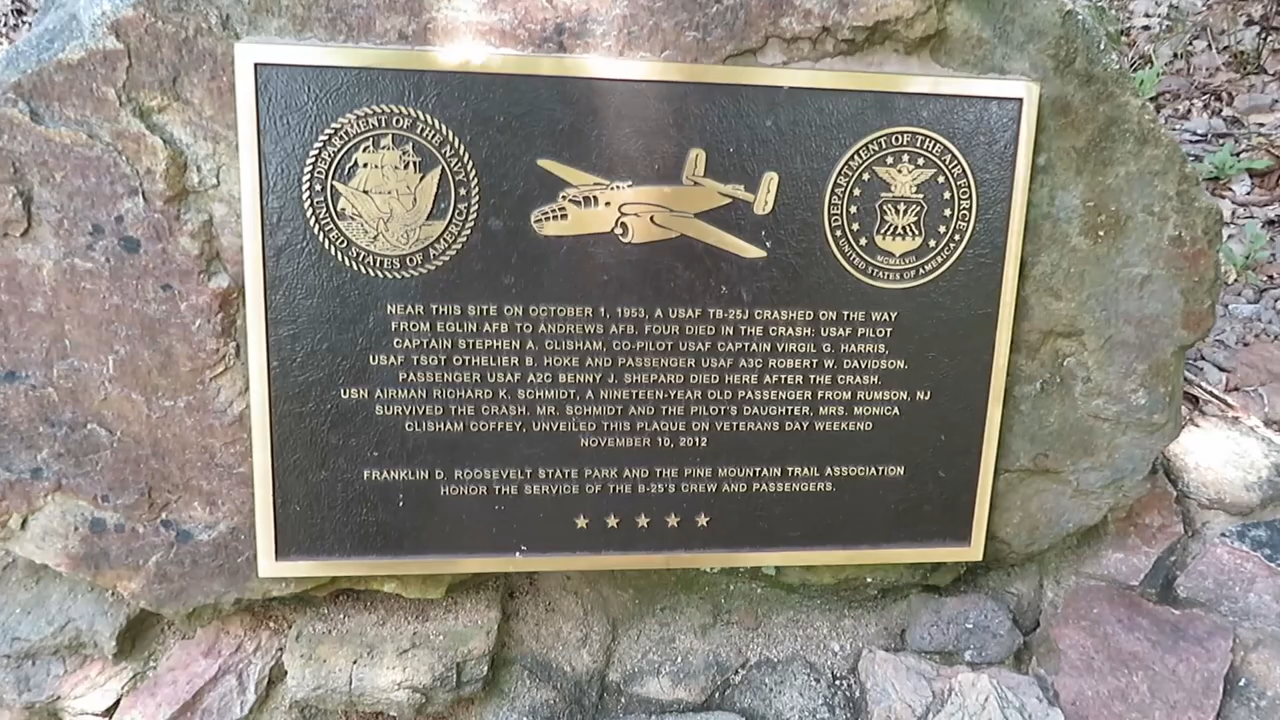 DEPARTMENT OF THE NAVY
UNITED STATES OF AMERICA
DEPARTMENT OF THE AIR FORCE
MCMXLVII
UNITED STATES OF AMERICA
NEAR THIS SITE ON OCTOBER 1, 1953, A USAF TB-25J CRASHED ON THE WAY
FROM EGLIN AFB TO ANDREWS AFB. FOUR DIED IN THE CRASH: USAF PILOT
CAPTAIN STEPHEN A. CLISHAM, CO-PILOT USAF CAPTAIN VIRGIL G. HARRIS,
USAF TSGT OTHELIER B. HOKE AND PASSENGER USAF A3C ROBERT W. DAVIDSON.
PASSENGER USAF A2C BENNY J. SHEPARD DIED HERE AFTER THE CRASH.
USN AIRMAN RICHARD K. SCHMIDT, A NINETEEN-YEAR OLD PASSENGER FROM RUMSON, NJ
SURVIVED THE CRASH. MR. SCHMIDT AND THE PILOT'S DAUGHTER, MRS. MONICA
CLISHAM COFFEY, UNVEILED THIS PLAQUE ON VETERANS DAY WEEKEND
NOVEMBER 10, 2012
FRANKLIN D. ROOSEVELT STATE PARK AND THE PINE MOUNTAIN TRAIL ASSOCIATION
HONOR THE SERVICE OF THE B-25'S CREW AND PASSENGERS.